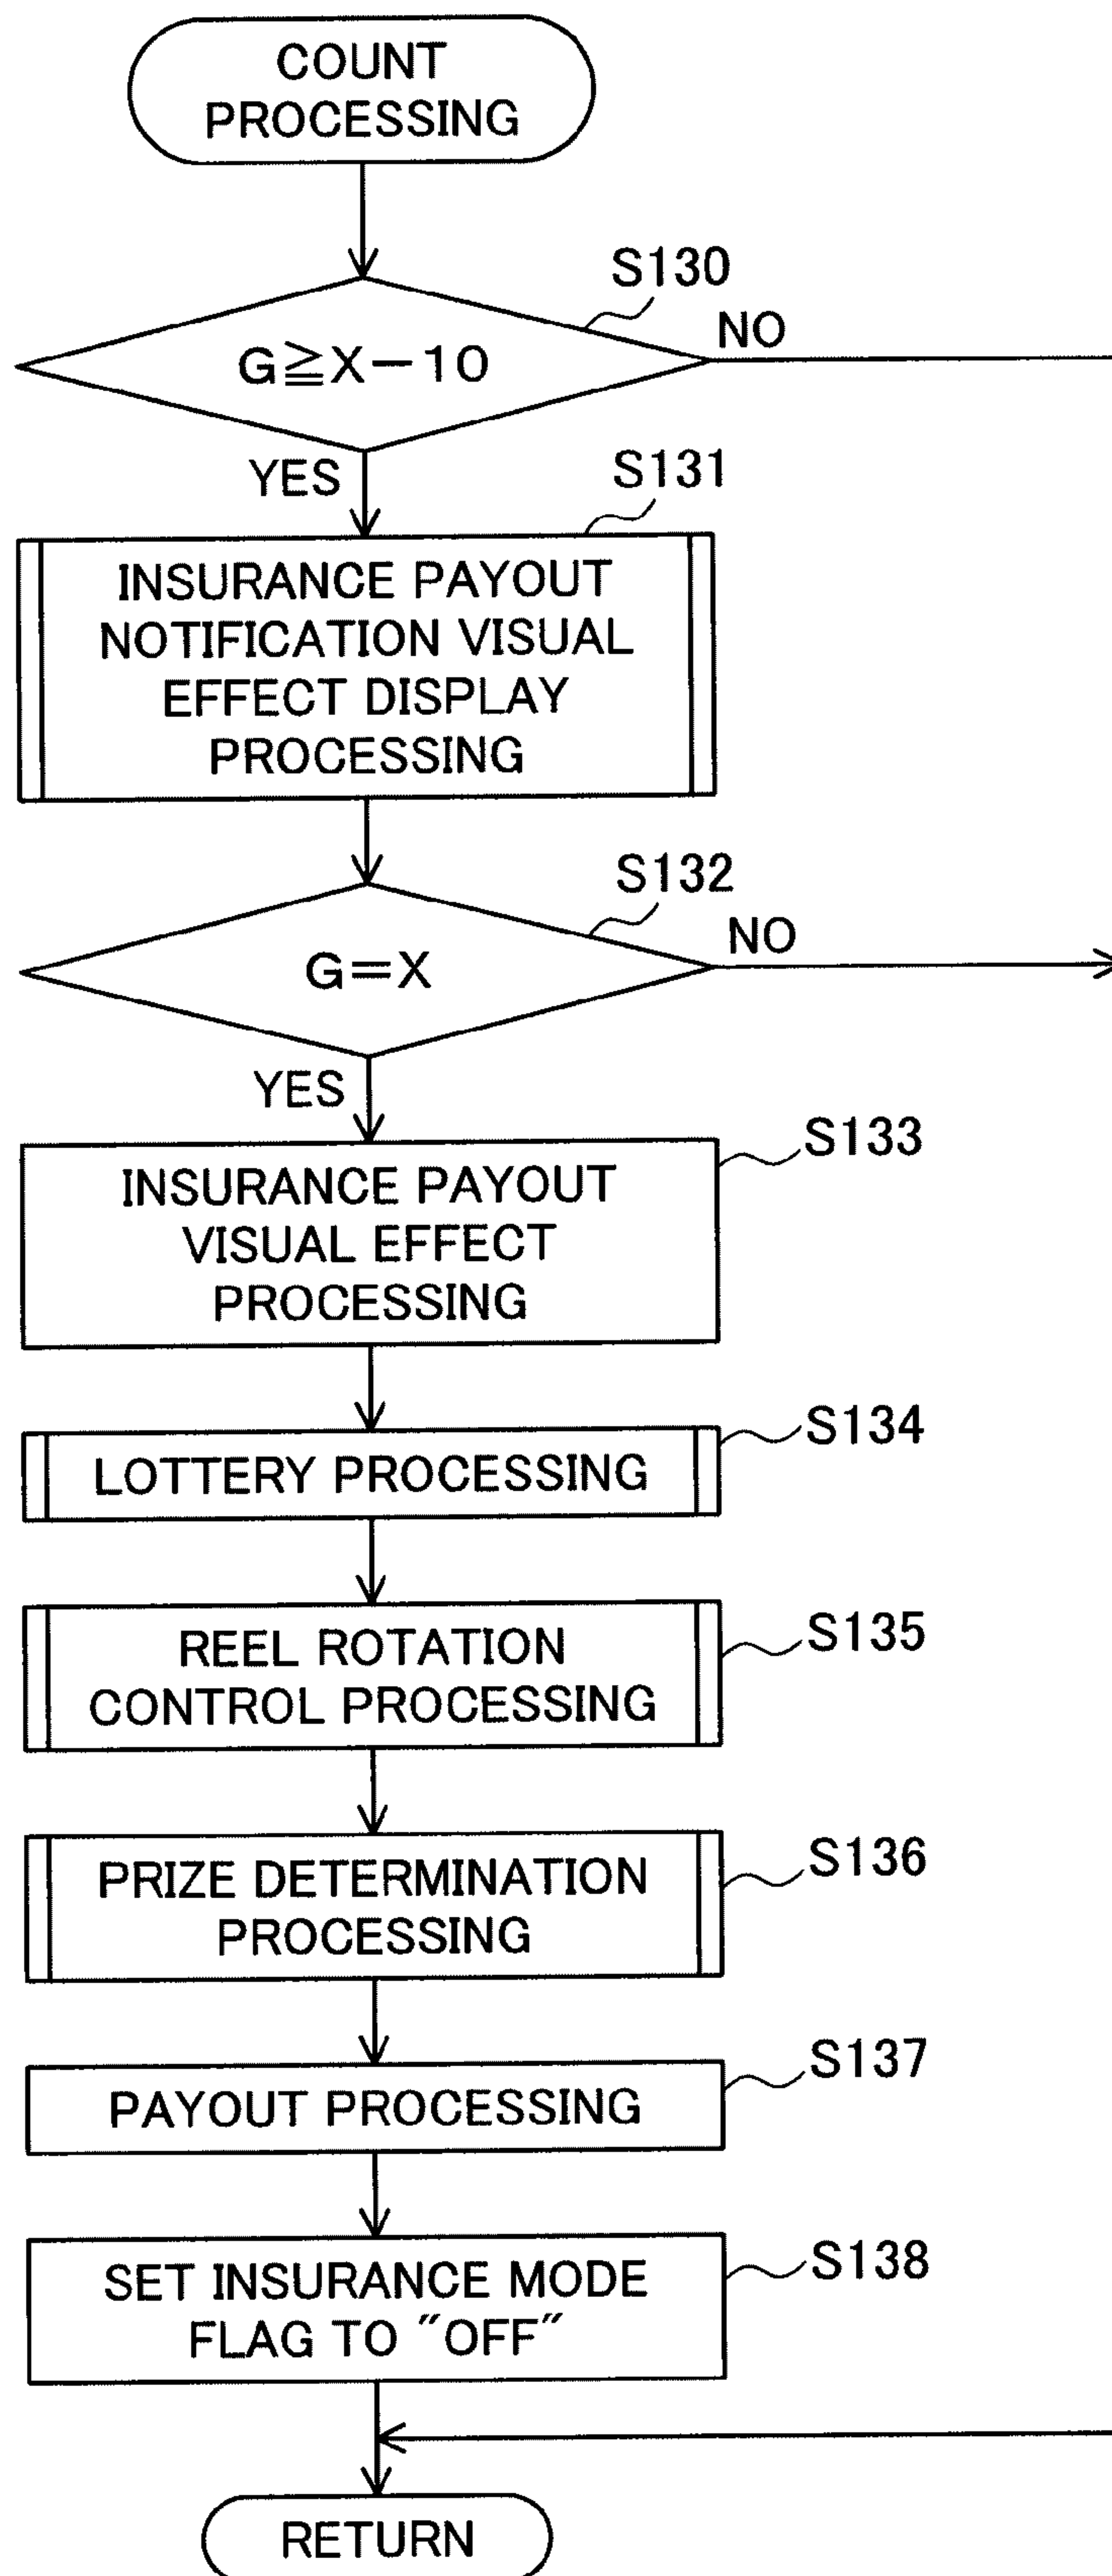 COUNT
PROCESSING
S130
G≧X−10
NO
YES
S131
INSURANCE PAYOUT
NOTIFICATION VISUAL
EFFECT DISPLAY
PROCESSING
S132
G=X
NO
YES
S133
INSURANCE PAYOUT
VISUAL EFFECT
PROCESSING
S134
LOTTERY PROCESSING
S135
REEL ROTATION
CONTROL PROCESSING
S136
PRIZE DETERMINATION
PROCESSING
S137
PAYOUT PROCESSING
S138
SET INSURANCE MODE
FLAG TO "OFF"
RETURN